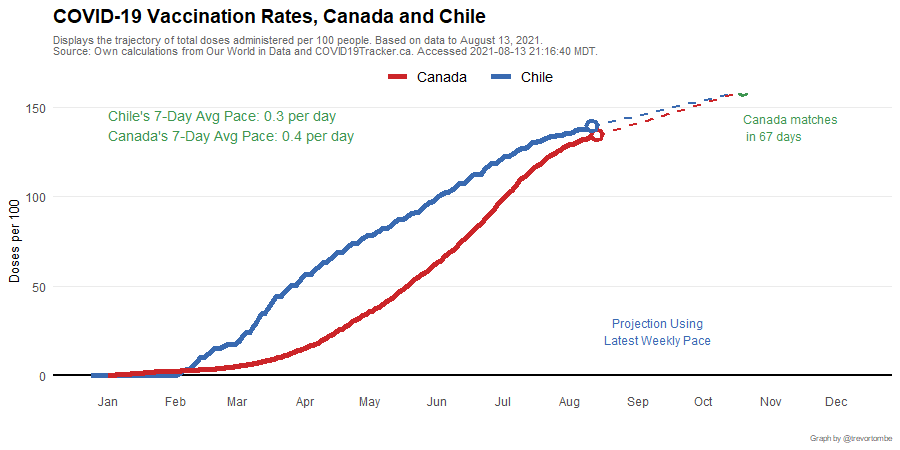 COVID-19 Vaccination Rates, Canada and Chile
Displays the trajectory of total doses administered per 100 people. Based on data to August 13, 2021.
Source: Own calculations from Our World in Data and COVID19Tracker.ca. Accessed 2021-08-13 21:16:40 MDT.
Canada Chile
Chile's 7-Day Avg Pace: 0.3 per day
Canada's 7-Day Avg Pace: 0.4 per day
Canada matches
in 67 days
Doses per 100
150
100
50
0
Projection Using
Latest Weekly Pace
Jan Feb Mar Apr May Jun Jul Aug Sep Oct Nov Dec
Graph by @trevortombe